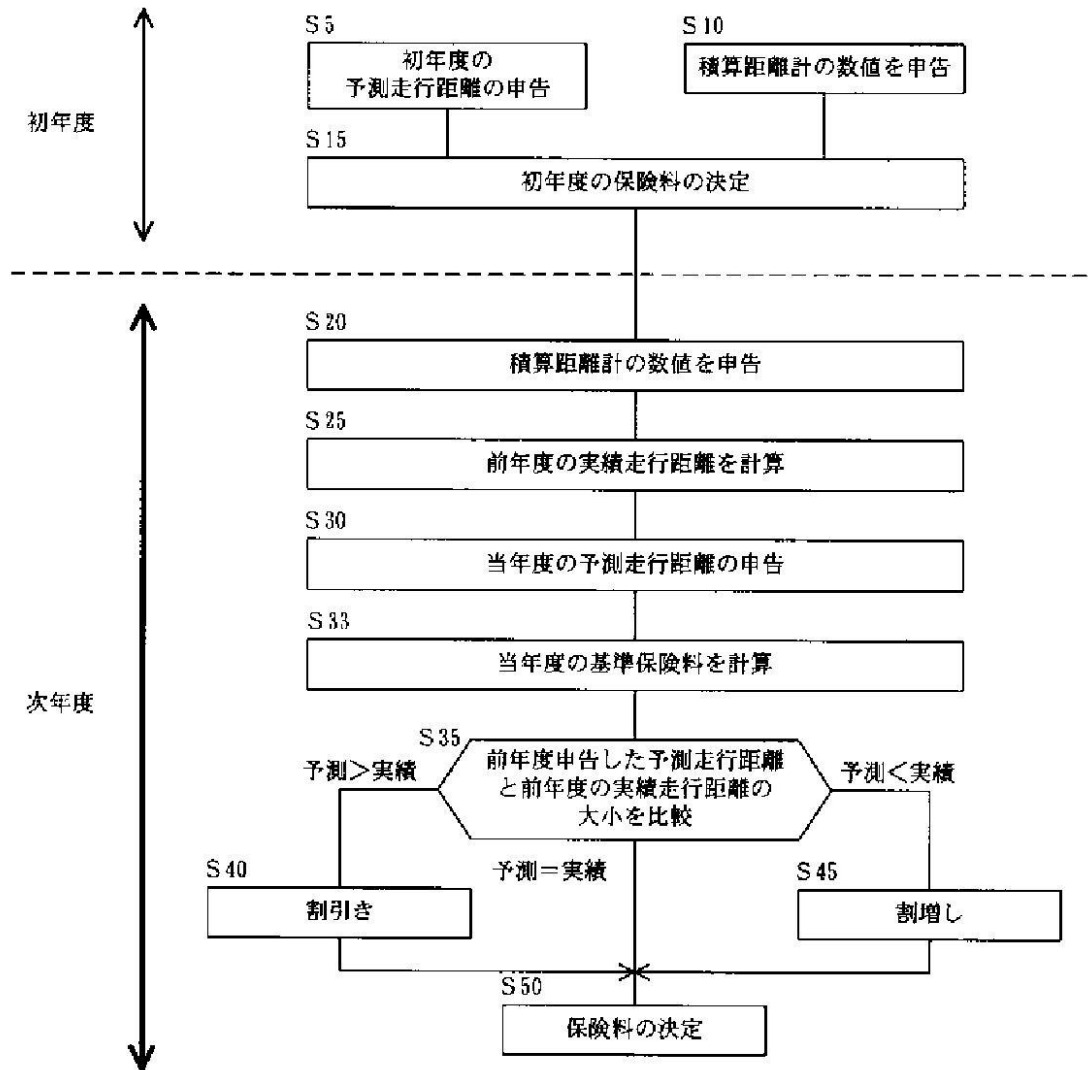 S5
初年度の
予測走行距離の申告
S10
積算距離計の数値を申告
初年度
S15
初年度の保険料の決定
S20
積算距離計の数値を申告
S25
前年度の実績走行距離を計算
S30
当年度の予測走行距離の申告
S33
当年度の基準保険料を計算
次年度
S35
前年度申告した予測走行距離
と前年度の実績走行距離の
大小を比較
予測>実績
予測<実績
予測=実績
S40
割引き
S45
割増し
S50
保険料の決定